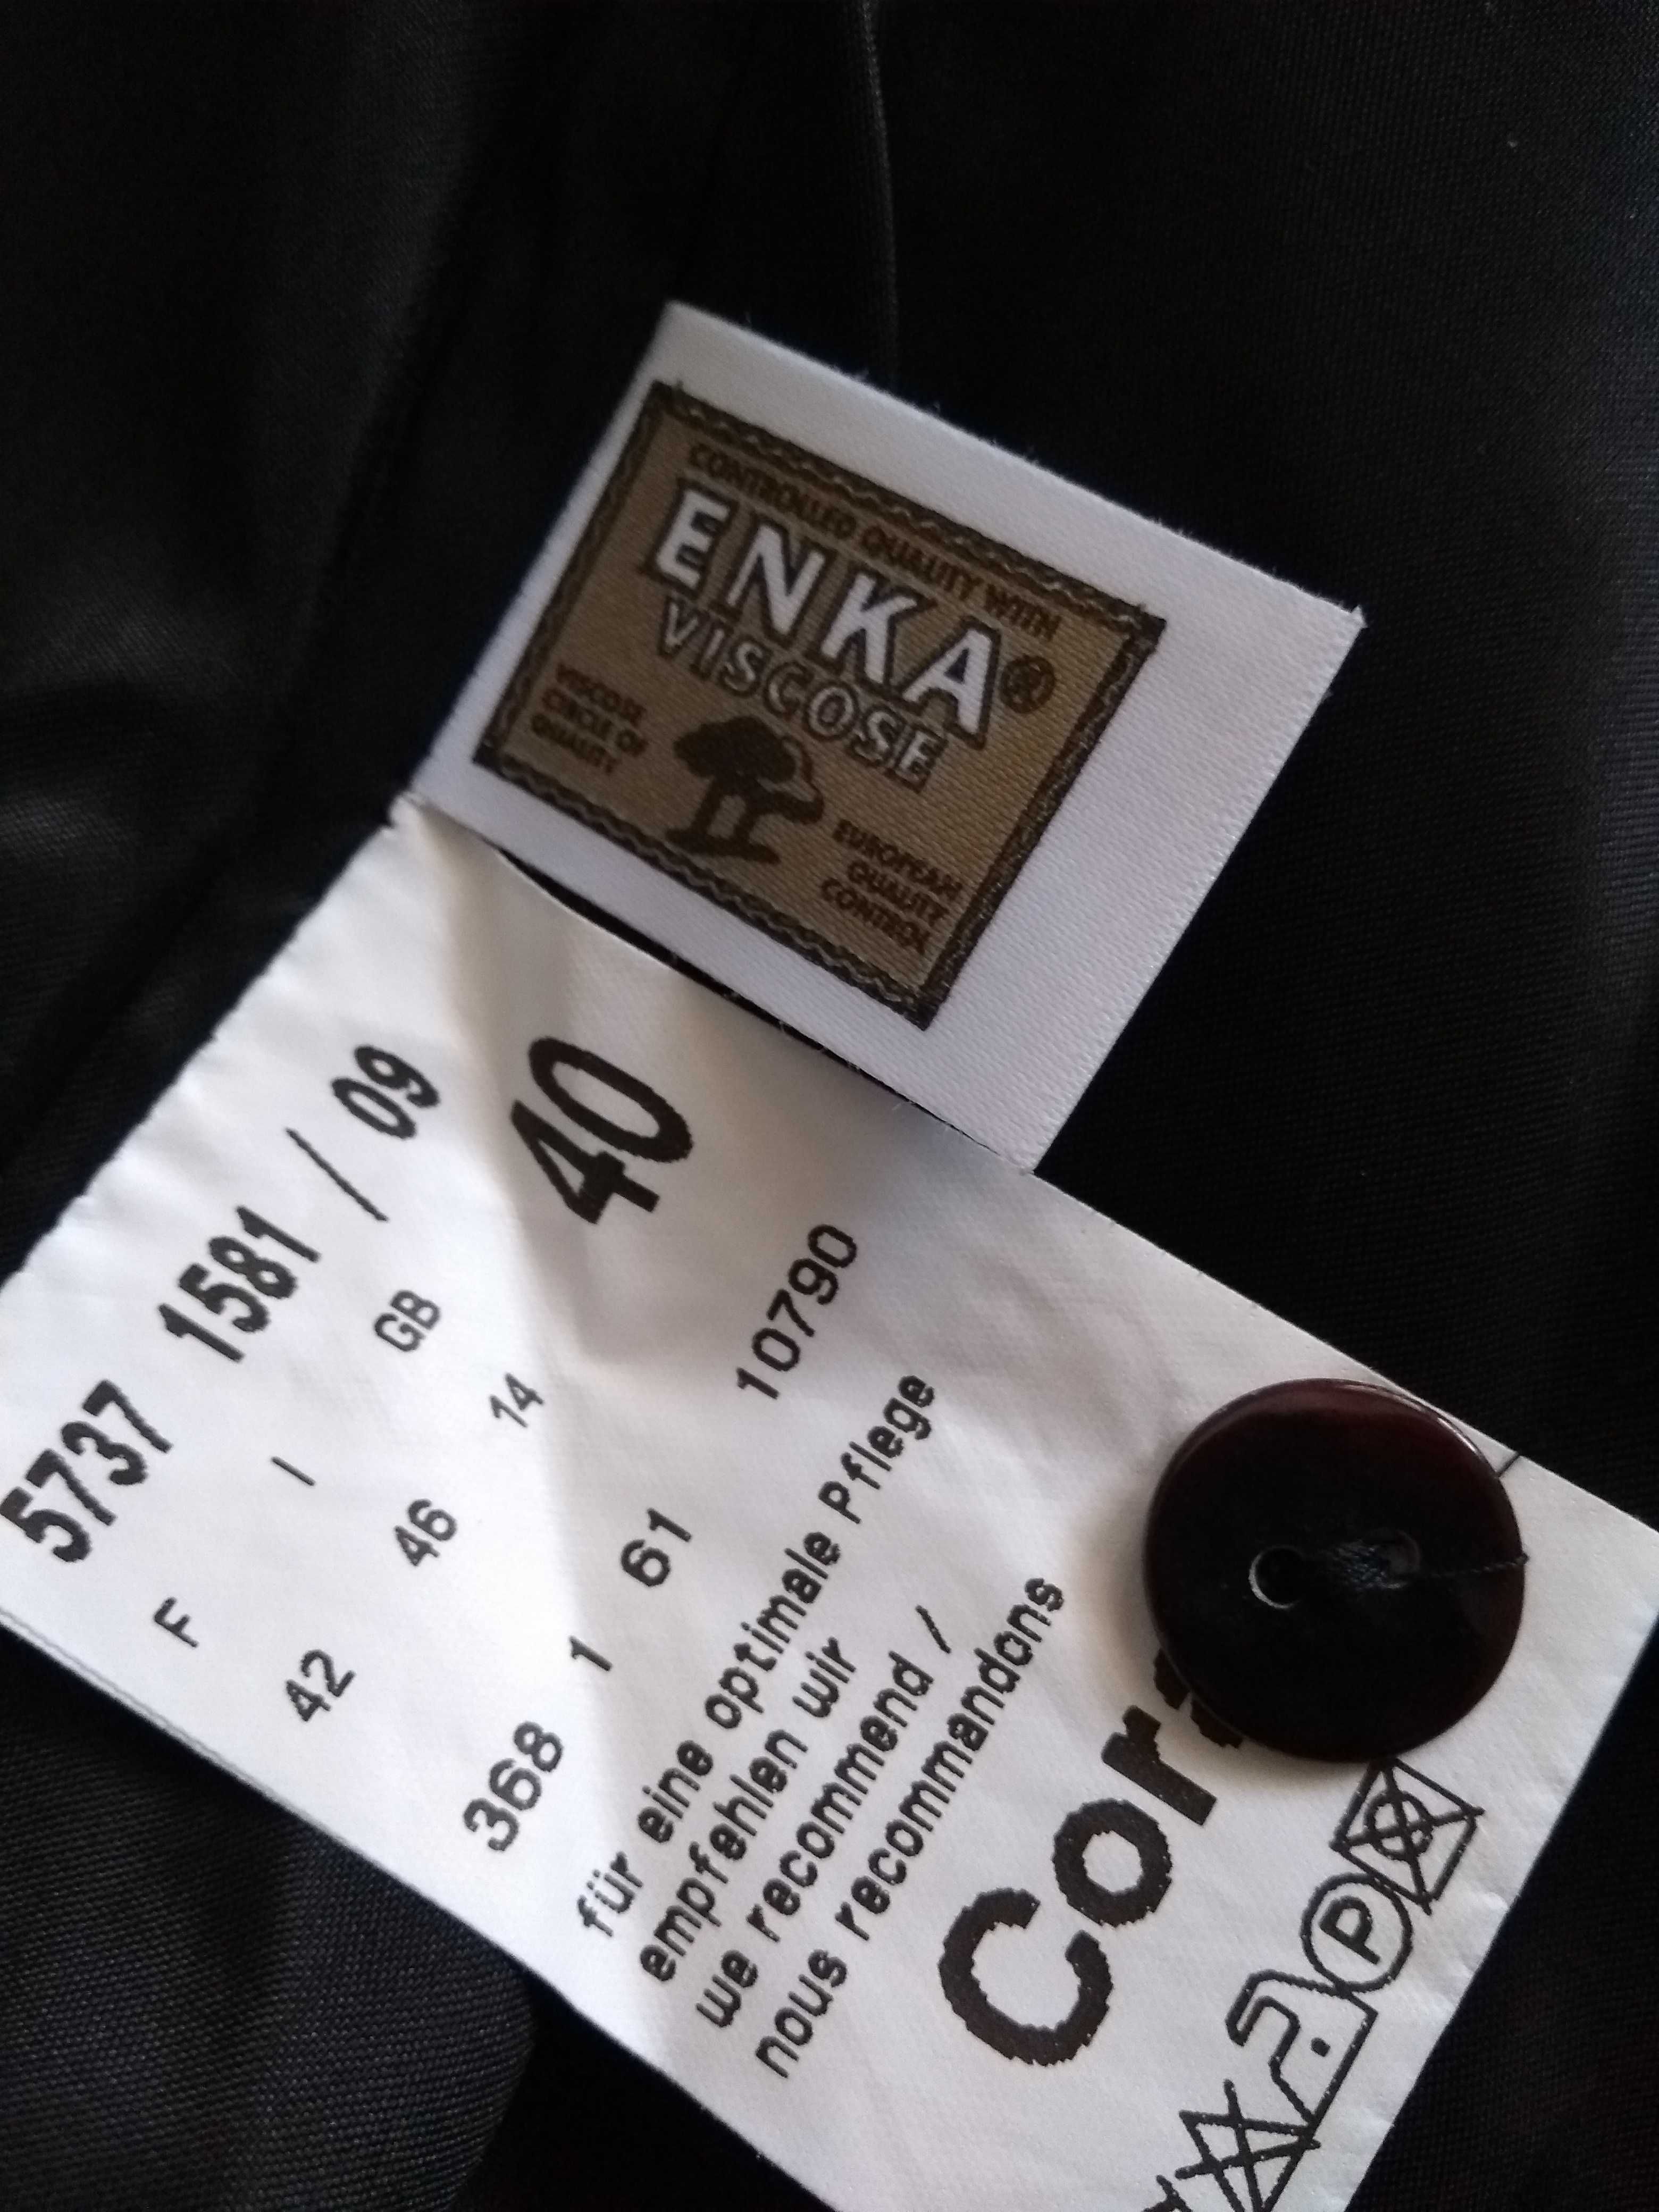 CONTROLLED QUALITY WITH
ENKA®
VISCOSE
VISCOSE
CIRCLE OF
QUALITY
EUROPEAN
QUALITY
CONTROL
5737 1581 / 09
F I GB
42 46 14 40
368 1 61 10790
für eine optimale Pflege
empfehlen wir
we recommend /
nous recommandons
P